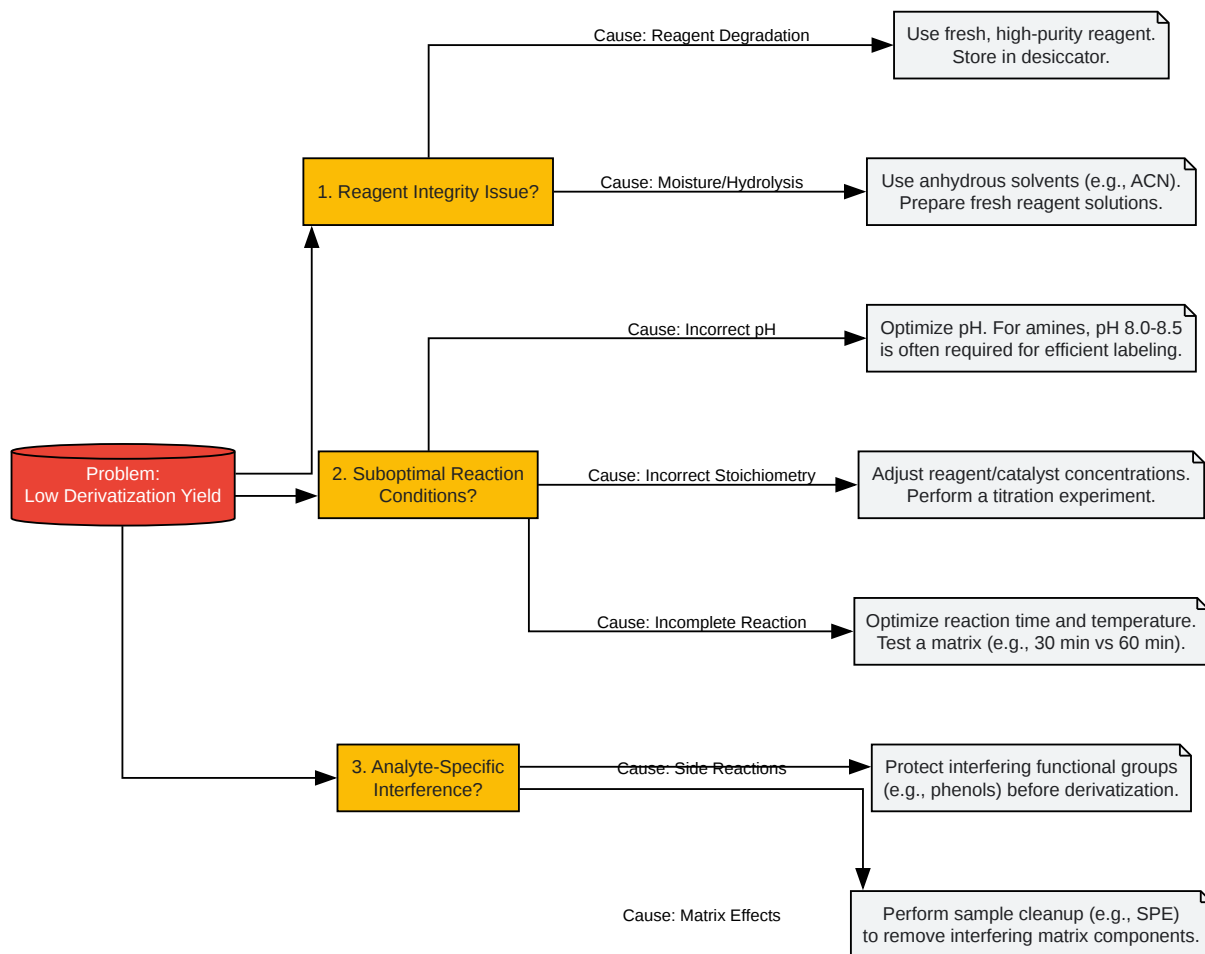 Cause: Reagent Degradation
Use fresh, high-purity reagent.
Store in desiccator.
1. Reagent Integrity Issue?
Cause: Moisture/Hydrolysis
Use anhydrous solvents (e.g., ACN).
Prepare fresh reagent solutions.
Cause: Incorrect pH
Optimize pH. For amines, pH 8.0-8.5
is often required for efficient labeling.
Problem:
Low Derivatization Yield
2. Suboptimal Reaction
Conditions?
Cause: Incorrect Stoichiometry
Adjust reagent/catalyst concentrations.
Perform a titration experiment.
Cause: Incomplete Reaction
Optimize reaction time and temperature.
Test a matrix (e.g., 30 min vs 60 min).
3. Analyte-Specific
Interference?
Cause: Side Reactions
Protect interfering functional groups
(e.g., phenols) before derivatization.
Cause: Matrix Effects
Perform sample cleanup (e.g., SPE)
to remove interfering matrix components.